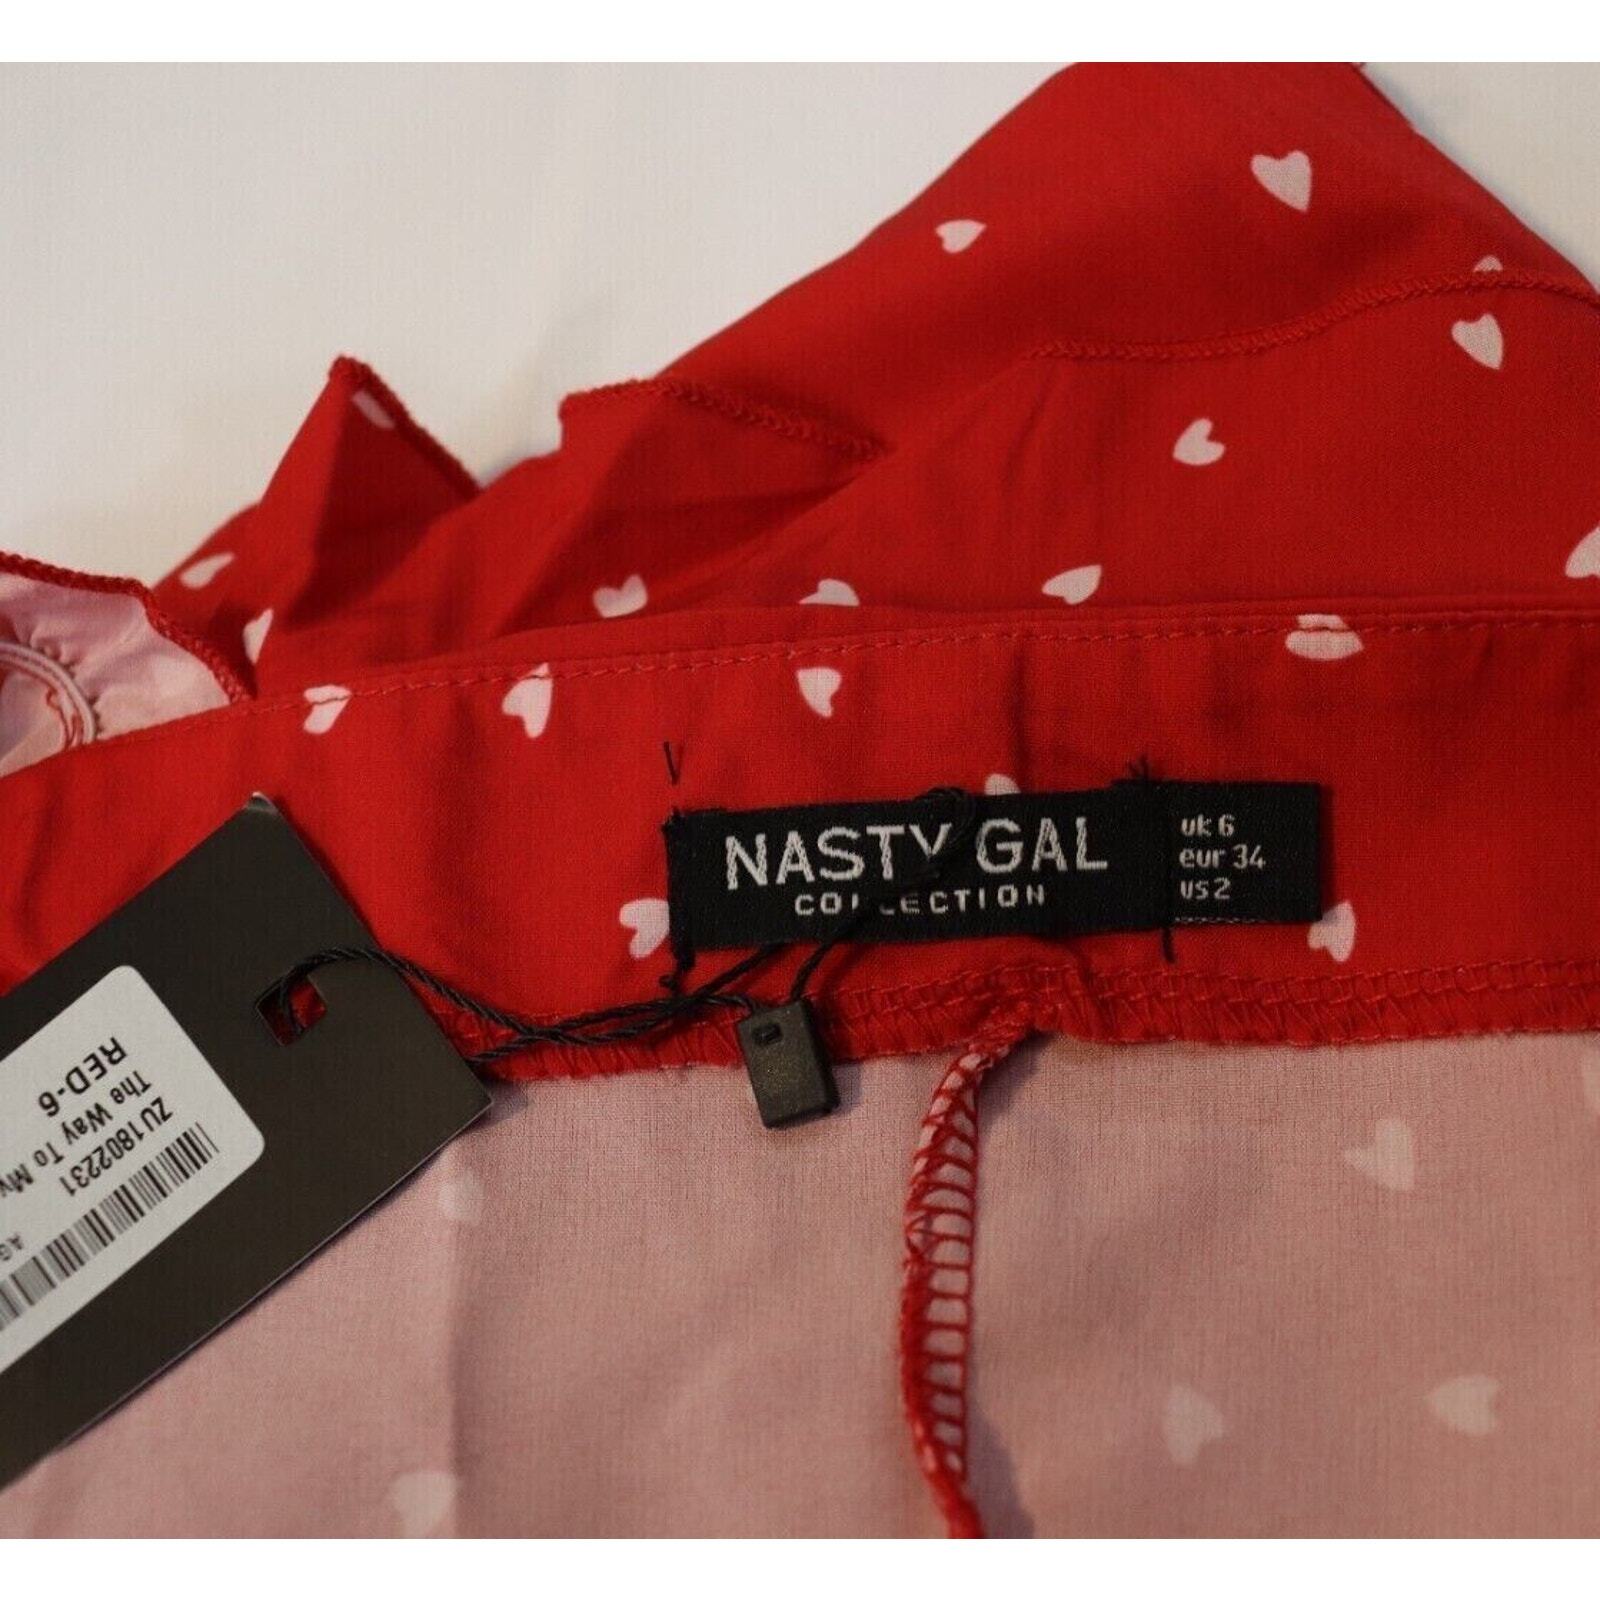 NASTY GAL
COLLECTION
uk 6
eur 34
us 2
ZU1802231
The Way To My
RED-6